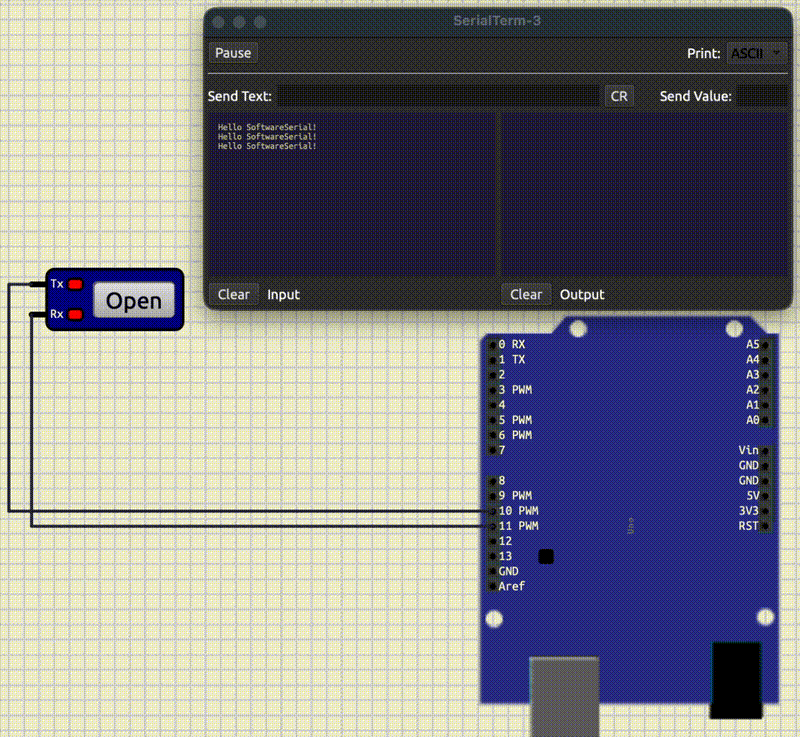 SerialTerm-3
Pause
Print: ASCII
Send Text:
CR
Send Value:
Hello SoftwareSerial!
Hello SoftwareSerial!
Hello SoftwareSerial!
Clear Input
Clear Output
Tx
Open
Rx
0 RX
1 TX
2
3 PWM
4
5 PWM
6 PWM
7
8
9 PWM
10 PWM
11 PWM
12
13
GND
Aref
Uno
A5
A4
A3
A2
A1
A0
Vin
GND
GND
5V
3V3
RST